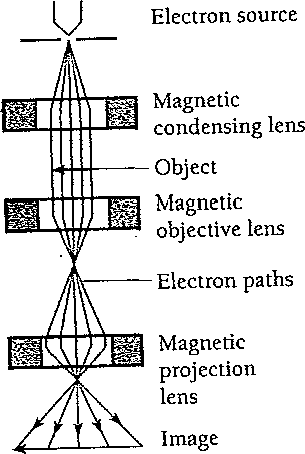 Electron source
Magnetic
condensing lens
Object
Magnetic
objective lens
Electron paths
Magnetic
projection
lens
Image